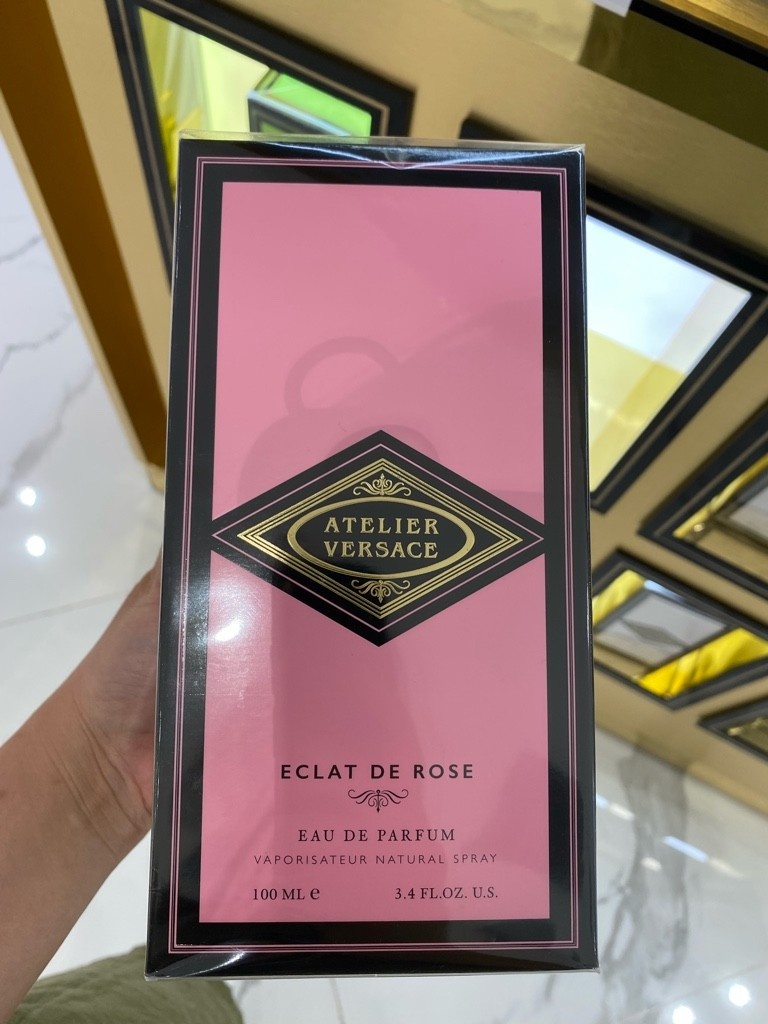 ATELIER
VERSACE
ECLAT DE ROSE
EAU DE PARFUM
VAPORISATEUR NATURAL SPRAY
100 ML ℮ 3.4 FL.OZ. U.S.